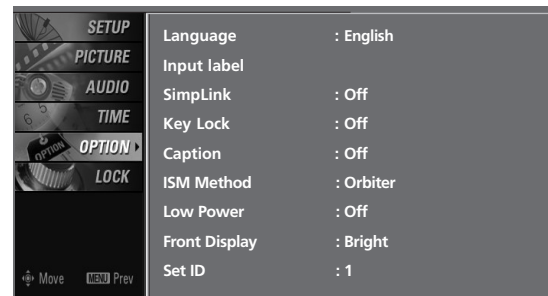 SETUP
PICTURE
AUDIO
TIME
OPTION
LOCK
Move MENU Prev
Language : English
Input label
SimpLink : Off
Key Lock : Off
Caption : Off
ISM Method : Orbiter
Low Power : Off
Front Display : Bright
Set ID : 1